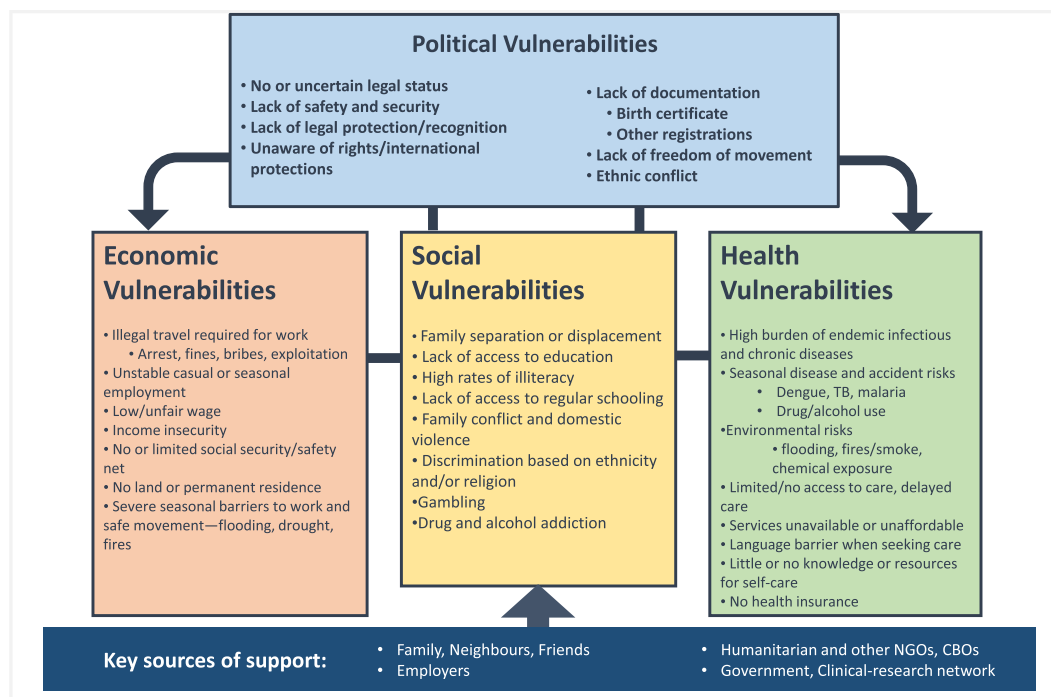 Political Vulnerabilities
• No or uncertain legal status
• Lack of safety and security
• Lack of legal protection/recognition
• Unaware of rights/international
protections
• Lack of documentation
• Birth certificate
• Other registrations
• Lack of freedom of movement
• Ethnic conflict
Economic
Vulnerabilities
• Illegal travel required for work
• Arrest, fines, bribes, exploitation
• Unstable casual or seasonal
employment
• Low/unfair wage
• Income insecurity
• No or limited social security/safety
net
• No land or permanent residence
• Severe seasonal barriers to work and
safe movement—flooding, drought,
fires
Social
Vulnerabilities
• Family separation or displacement
• Lack of access to education
• High rates of illiteracy
• Lack of access to regular schooling
• Family conflict and domestic
violence
• Discrimination based on ethnicity
and/or religion
•Gambling
•Drug and alcohol addiction
Health
Vulnerabilities
• High burden of endemic infectious
and chronic diseases
• Seasonal disease and accident risks
• Dengue, TB, malaria
• Drug/alcohol use
•Environmental risks
• flooding, fires/smoke,
chemical exposure
• Limited/no access to care, delayed
care
• Services unavailable or unaffordable
• Language barrier when seeking care
• Little or no knowledge or resources
for self-care
• No health insurance
Key sources of support:
• Family, Neighbours, Friends
• Employers
• Humanitarian and other NGOs, CBOs
• Government, Clinical-research network